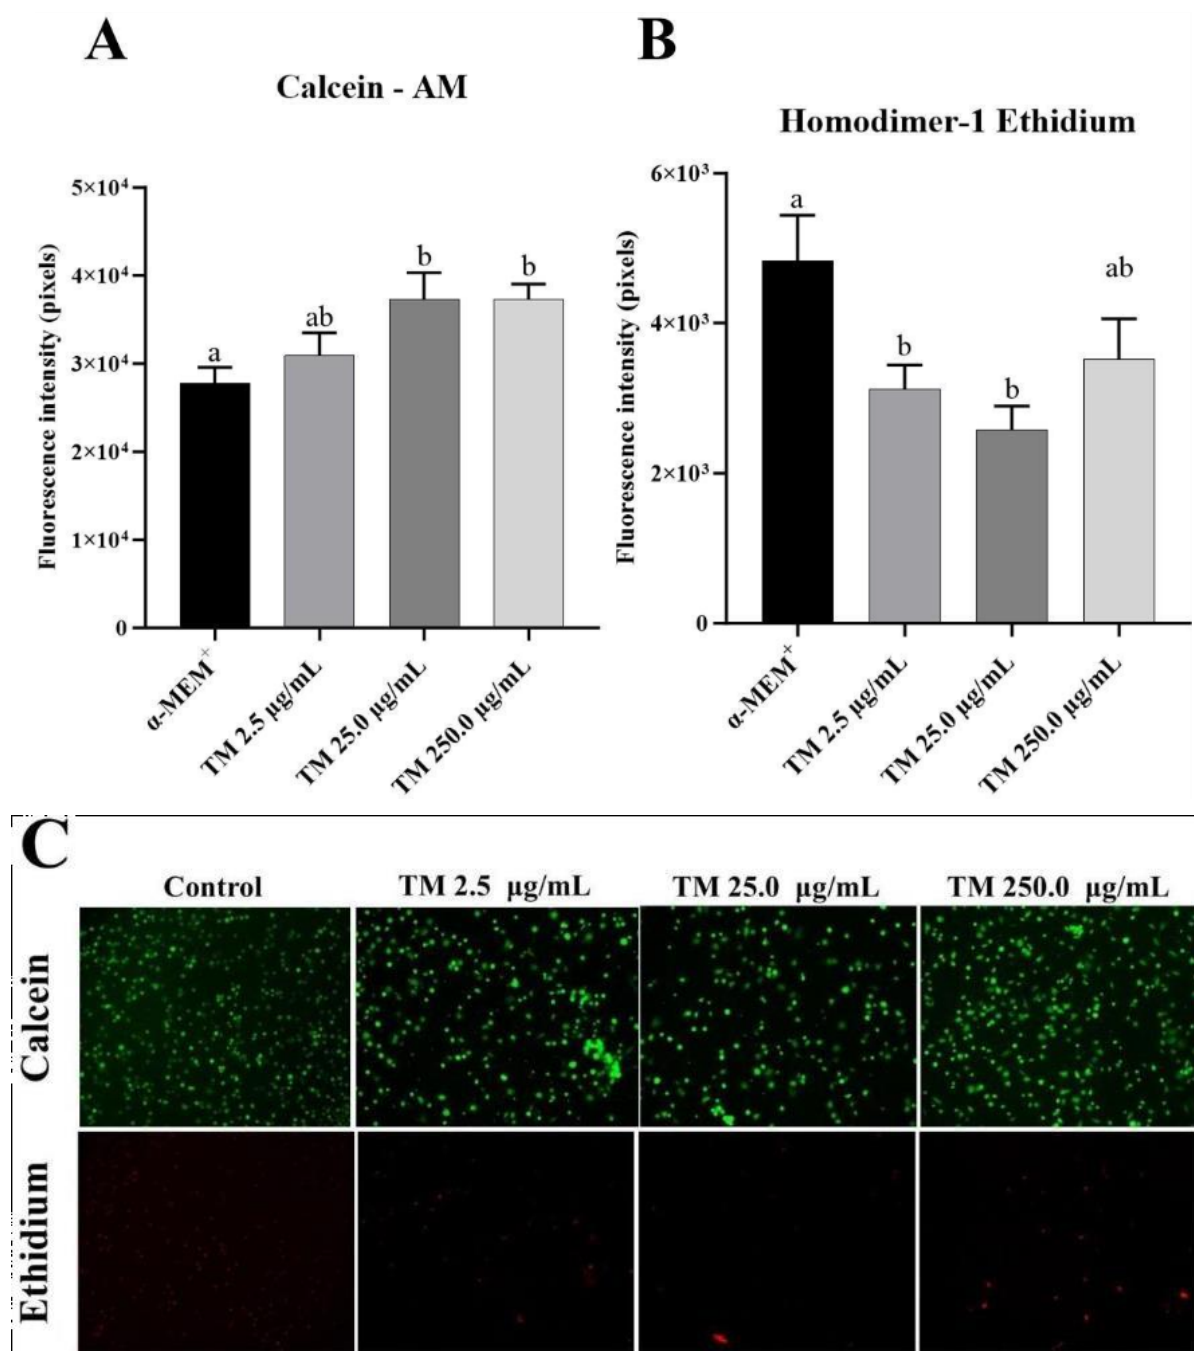 A
Calcein - AM
Fluorescence intensity (pixels)
5×10⁴
4×10⁴
3×10⁴
2×10⁴
1×10⁴
0
a
ab
b
b
α-MEM⁺
TM 2.5 μg/mL
TM 25.0 μg/mL
TM 250.0 μg/mL
B
Homodimer-1 Ethidium
Fluorescence intensity (pixels)
6×10³
4×10³
2×10³
0
a
b
b
ab
α-MEM⁺
TM 2.5 μg/mL
TM 25.0 μg/mL
TM 250.0 μg/mL
C
Control TM 2.5 μg/mL TM 25.0 μg/mL TM 250.0 μg/mL
Calcein
Ethidium